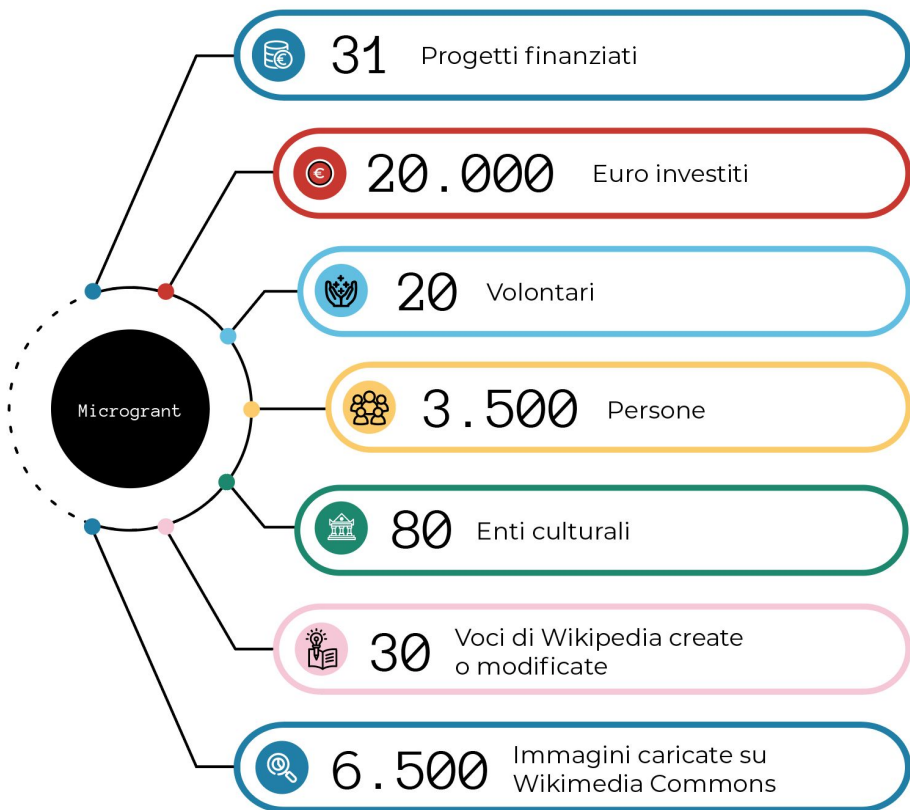 31 Progetti finanziati
20.000 Euro investiti
20 Volontari
Microgrant
3.500 Persone
80 Enti culturali
30 Voci di Wikipedia create
o modificate
6.500 Immagini caricate su
Wikimedia Commons